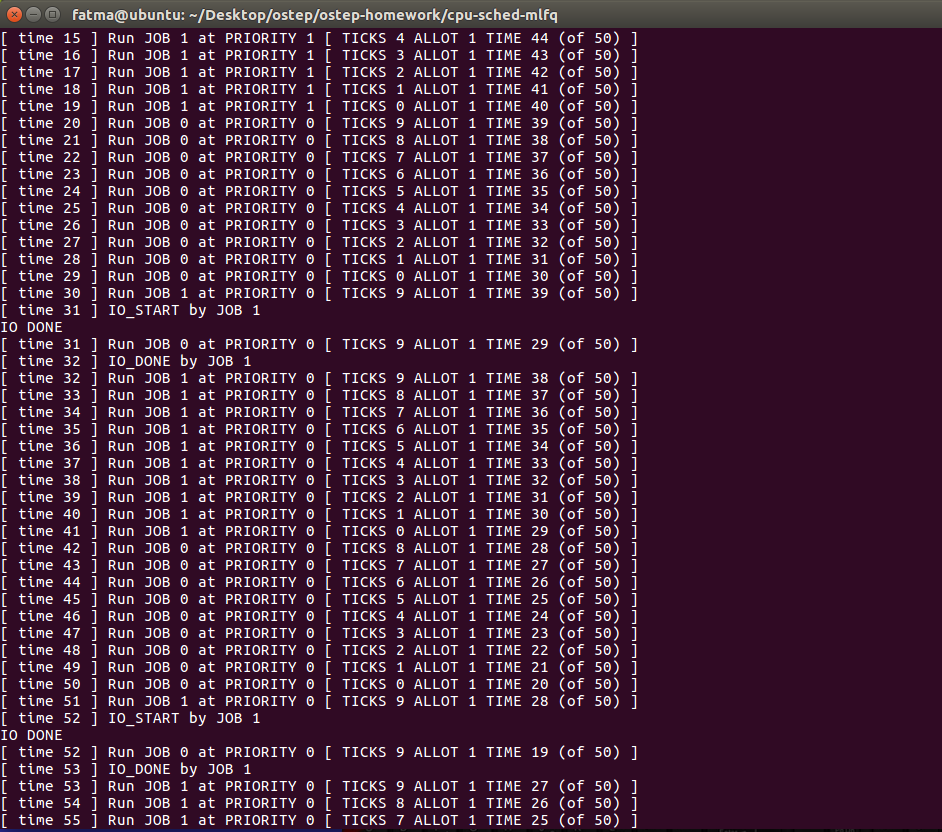 fatma@ubuntu: ~/Desktop/ostep/ostep-homework/cpu-sched-mlfq
[ time 15 ] Run JOB 1 at PRIORITY 1 [ TICKS 4 ALLOT 1 TIME 44 (of 50) ]
[ time 16 ] Run JOB 1 at PRIORITY 1 [ TICKS 3 ALLOT 1 TIME 43 (of 50) ]
[ time 17 ] Run JOB 1 at PRIORITY 1 [ TICKS 2 ALLOT 1 TIME 42 (of 50) ]
[ time 18 ] Run JOB 1 at PRIORITY 1 [ TICKS 1 ALLOT 1 TIME 41 (of 50) ]
[ time 19 ] Run JOB 1 at PRIORITY 1 [ TICKS 0 ALLOT 1 TIME 40 (of 50) ]
[ time 20 ] Run JOB 0 at PRIORITY 0 [ TICKS 9 ALLOT 1 TIME 39 (of 50) ]
[ time 21 ] Run JOB 0 at PRIORITY 0 [ TICKS 8 ALLOT 1 TIME 38 (of 50) ]
[ time 22 ] Run JOB 0 at PRIORITY 0 [ TICKS 7 ALLOT 1 TIME 37 (of 50) ]
[ time 23 ] Run JOB 0 at PRIORITY 0 [ TICKS 6 ALLOT 1 TIME 36 (of 50) ]
[ time 24 ] Run JOB 0 at PRIORITY 0 [ TICKS 5 ALLOT 1 TIME 35 (of 50) ]
[ time 25 ] Run JOB 0 at PRIORITY 0 [ TICKS 4 ALLOT 1 TIME 34 (of 50) ]
[ time 26 ] Run JOB 0 at PRIORITY 0 [ TICKS 3 ALLOT 1 TIME 33 (of 50) ]
[ time 27 ] Run JOB 0 at PRIORITY 0 [ TICKS 2 ALLOT 1 TIME 32 (of 50) ]
[ time 28 ] Run JOB 0 at PRIORITY 0 [ TICKS 1 ALLOT 1 TIME 31 (of 50) ]
[ time 29 ] Run JOB 0 at PRIORITY 0 [ TICKS 0 ALLOT 1 TIME 30 (of 50) ]
[ time 30 ] Run JOB 1 at PRIORITY 0 [ TICKS 9 ALLOT 1 TIME 39 (of 50) ]
[ time 31 ] IO_START by JOB 1
IO DONE
[ time 31 ] Run JOB 0 at PRIORITY 0 [ TICKS 9 ALLOT 1 TIME 29 (of 50) ]
[ time 32 ] IO_DONE by JOB 1
[ time 32 ] Run JOB 1 at PRIORITY 0 [ TICKS 9 ALLOT 1 TIME 38 (of 50) ]
[ time 33 ] Run JOB 1 at PRIORITY 0 [ TICKS 8 ALLOT 1 TIME 37 (of 50) ]
[ time 34 ] Run JOB 1 at PRIORITY 0 [ TICKS 7 ALLOT 1 TIME 36 (of 50) ]
[ time 35 ] Run JOB 1 at PRIORITY 0 [ TICKS 6 ALLOT 1 TIME 35 (of 50) ]
[ time 36 ] Run JOB 1 at PRIORITY 0 [ TICKS 5 ALLOT 1 TIME 34 (of 50) ]
[ time 37 ] Run JOB 1 at PRIORITY 0 [ TICKS 4 ALLOT 1 TIME 33 (of 50) ]
[ time 38 ] Run JOB 1 at PRIORITY 0 [ TICKS 3 ALLOT 1 TIME 32 (of 50) ]
[ time 39 ] Run JOB 1 at PRIORITY 0 [ TICKS 2 ALLOT 1 TIME 31 (of 50) ]
[ time 40 ] Run JOB 1 at PRIORITY 0 [ TICKS 1 ALLOT 1 TIME 30 (of 50) ]
[ time 41 ] Run JOB 1 at PRIORITY 0 [ TICKS 0 ALLOT 1 TIME 29 (of 50) ]
[ time 42 ] Run JOB 0 at PRIORITY 0 [ TICKS 8 ALLOT 1 TIME 28 (of 50) ]
[ time 43 ] Run JOB 0 at PRIORITY 0 [ TICKS 7 ALLOT 1 TIME 27 (of 50) ]
[ time 44 ] Run JOB 0 at PRIORITY 0 [ TICKS 6 ALLOT 1 TIME 26 (of 50) ]
[ time 45 ] Run JOB 0 at PRIORITY 0 [ TICKS 5 ALLOT 1 TIME 25 (of 50) ]
[ time 46 ] Run JOB 0 at PRIORITY 0 [ TICKS 4 ALLOT 1 TIME 24 (of 50) ]
[ time 47 ] Run JOB 0 at PRIORITY 0 [ TICKS 3 ALLOT 1 TIME 23 (of 50) ]
[ time 48 ] Run JOB 0 at PRIORITY 0 [ TICKS 2 ALLOT 1 TIME 22 (of 50) ]
[ time 49 ] Run JOB 0 at PRIORITY 0 [ TICKS 1 ALLOT 1 TIME 21 (of 50) ]
[ time 50 ] Run JOB 0 at PRIORITY 0 [ TICKS 0 ALLOT 1 TIME 20 (of 50) ]
[ time 51 ] Run JOB 1 at PRIORITY 0 [ TICKS 9 ALLOT 1 TIME 28 (of 50) ]
[ time 52 ] IO_START by JOB 1
IO DONE
[ time 52 ] Run JOB 0 at PRIORITY 0 [ TICKS 9 ALLOT 1 TIME 19 (of 50) ]
[ time 53 ] IO_DONE by JOB 1
[ time 53 ] Run JOB 1 at PRIORITY 0 [ TICKS 9 ALLOT 1 TIME 27 (of 50) ]
[ time 54 ] Run JOB 1 at PRIORITY 0 [ TICKS 8 ALLOT 1 TIME 26 (of 50) ]
[ time 55 ] Run JOB 1 at PRIORITY 0 [ TICKS 7 ALLOT 1 TIME 25 (of 50) ]